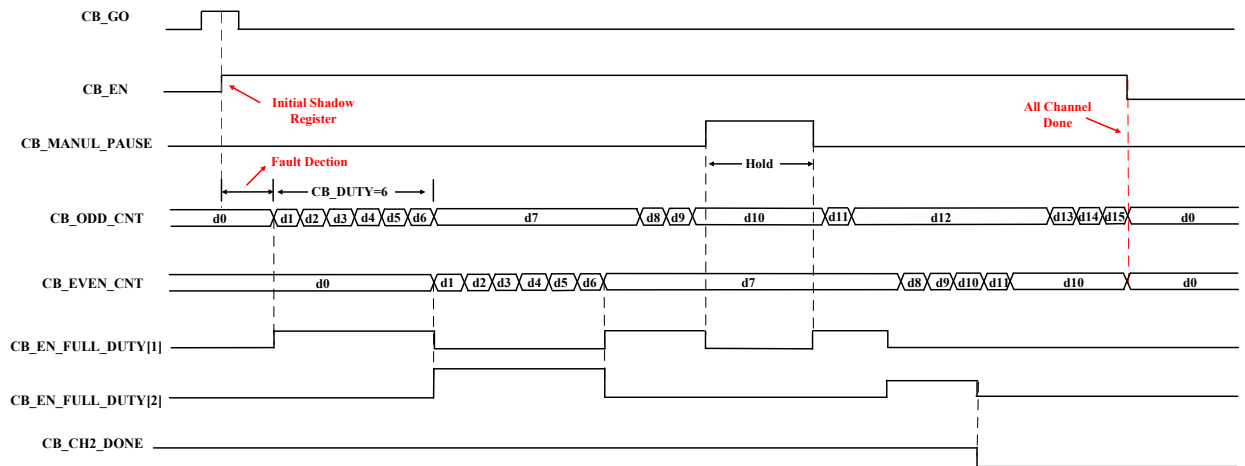 CB_GO
CB_EN
Initial Shadow
Register
All Channel
Done
CB_MANUL_PAUSE
Fault Dection
Hold
CB_DUTY=6
CB_ODD_CNT
d0 d1 d2 d3 d4 d5 d6 d7 d8 d9 d10 d11 d12 d13 d14 d15 d0
CB_EVEN_CNT
d0 d1 d2 d3 d4 d5 d6 d7 d8 d9 d10 d11 d10 d0
CB_EN_FULL_DUTY[1]
CB_EN_FULL_DUTY[2]
CB_CH2_DONE